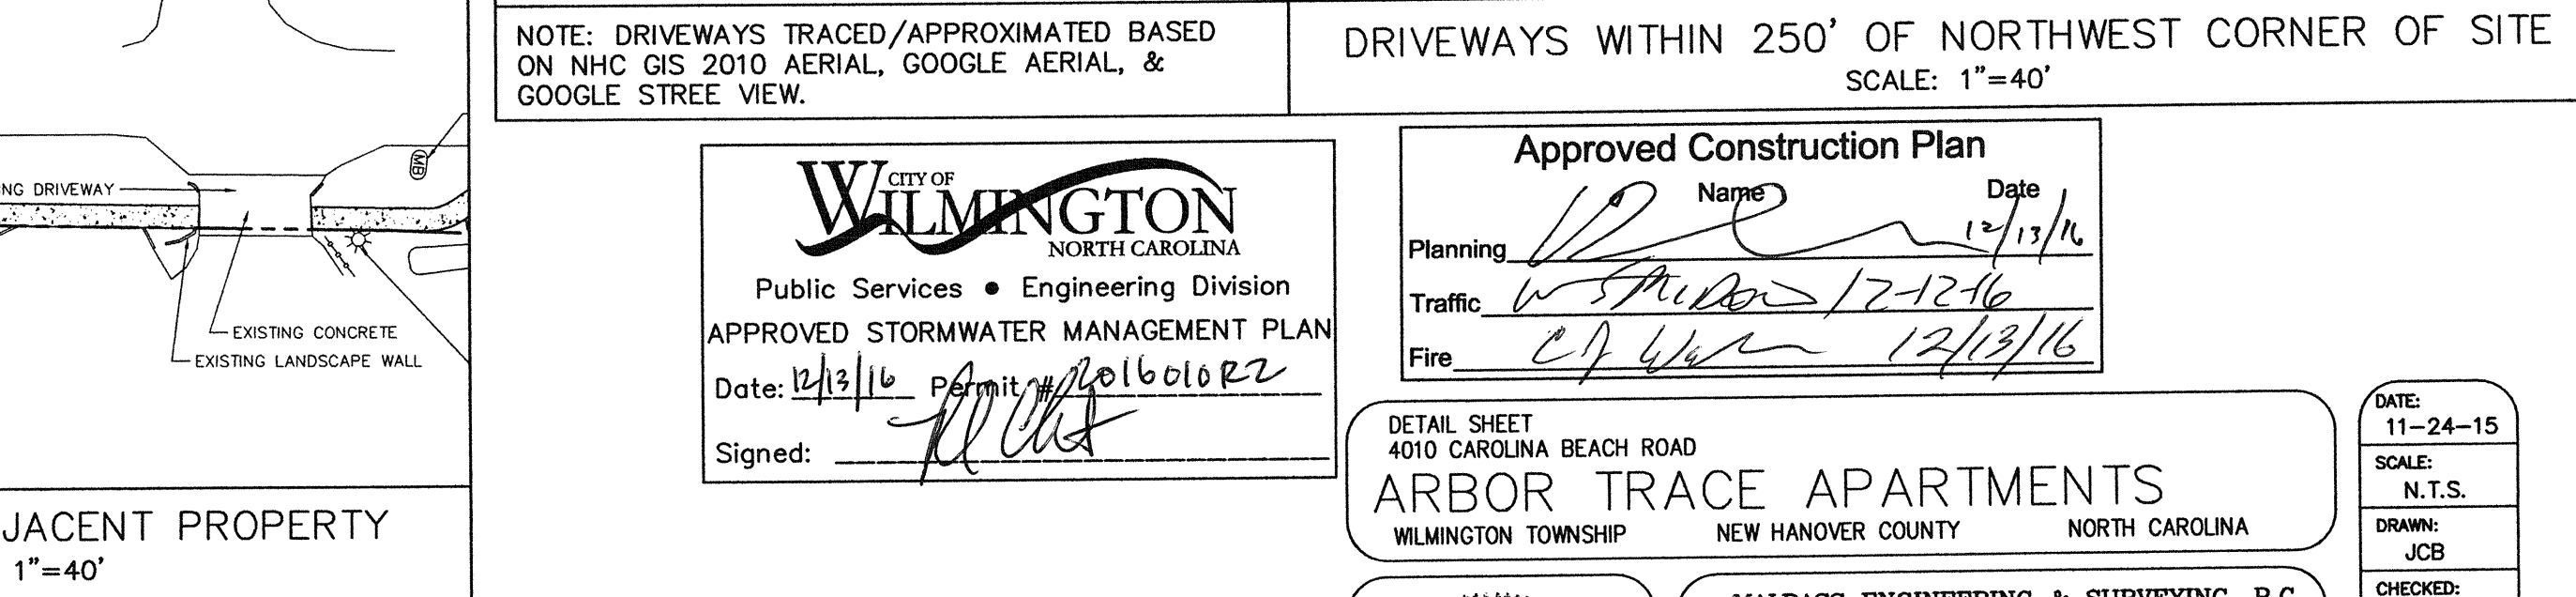 NOTE: DRIVEWAYS TRACED/APPROXIMATED BASED
ON NHC GIS 2010 AERIAL, GOOGLE AERIAL, &
GOOGLE STREE VIEW.
DRIVEWAYS WITHIN 250' OF NORTHWEST CORNER OF SITE
SCALE: 1"=40'
MB
NG DRIVEWAY
EXISTING CONCRETE
EXISTING LANDSCAPE WALL
JACENT PROPERTY
1"=40'
CITY OF
WILMINGTON
NORTH CAROLINA
Public Services • Engineering Division
APPROVED STORMWATER MANAGEMENT PLAN
Date: 12/13/16 Permit # 2016010R2
Signed:
Approved Construction Plan
Name Date
Planning 12/13/16
Traffic 12-12-16
Fire 12/13/16
DETAIL SHEET
4010 CAROLINA BEACH ROAD
ARBOR TRACE APARTMENTS
WILMINGTON TOWNSHIP NEW HANOVER COUNTY NORTH CAROLINA
DATE:
11-24-15
SCALE:
N.T.S.
DRAWN:
JCB
CHECKED:
ENGINEERING & SURVEYING, P.C.